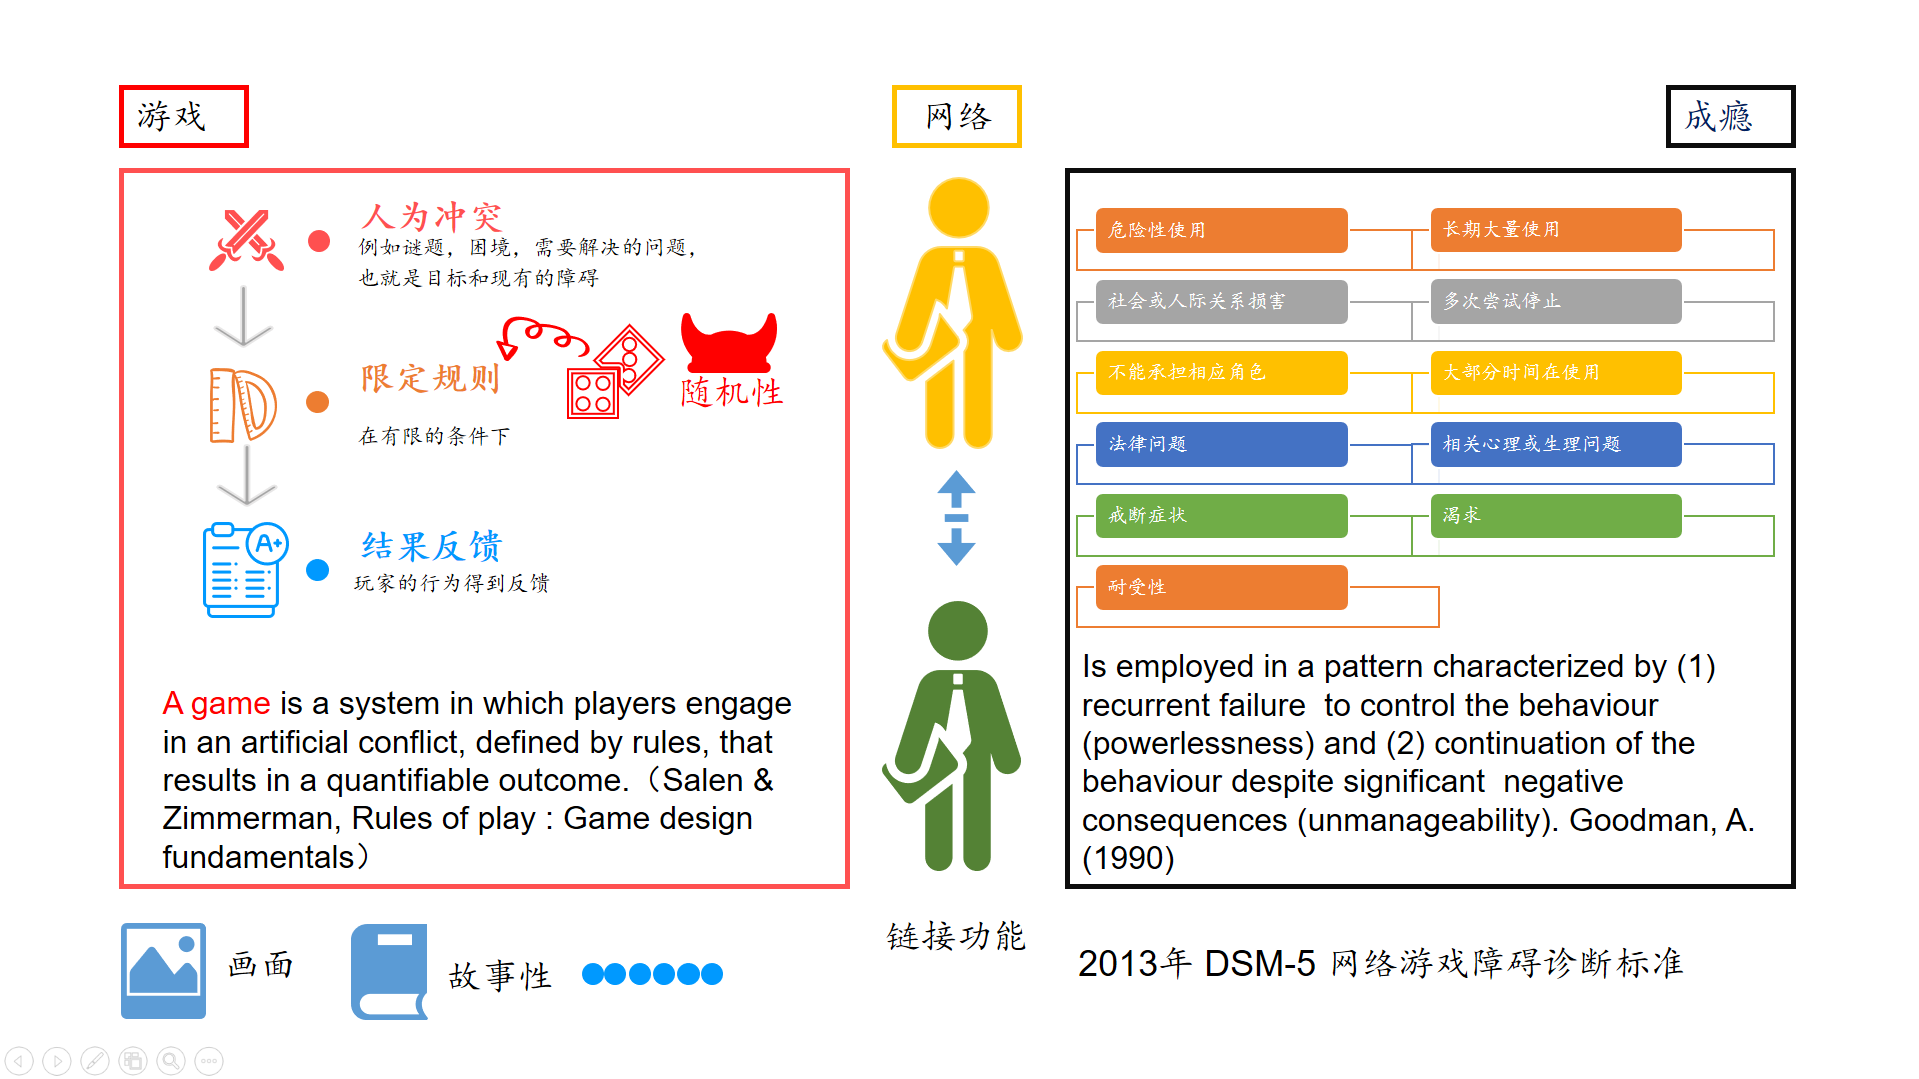 游戏
网络
成瘾
人为冲突
例如谜题，困境，需要解决的问题，
也就是目标和现有的障碍
限定规则
随机性
在有限的条件下
A+
结果反馈
玩家的行为得到反馈
A game is a system in which players engage
in an artificial conflict, defined by rules, that
results in a quantifiable outcome.（Salen &
Zimmerman, Rules of play : Game design
fundamentals）
画面
故事性
链接功能
危险性使用
长期大量使用
社会或人际关系损害
多次尝试停止
不能承担相应角色
大部分时间在使用
法律问题
相关心理或生理问题
戒断症状
渴求
耐受性
Is employed in a pattern characterized by (1)
recurrent failure  to control the behaviour
(powerlessness) and (2) continuation of the
behaviour despite significant  negative
consequences (unmanageability). Goodman, A.
(1990)
2013年 DSM-5 网络游戏障碍诊断标准